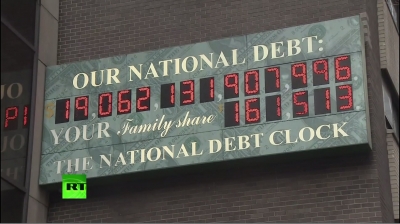 OUR NATIONAL DEBT:
19,062,131,907,996
YOUR Family share 161,513
THE NATIONAL DEBT CLOCK
RT